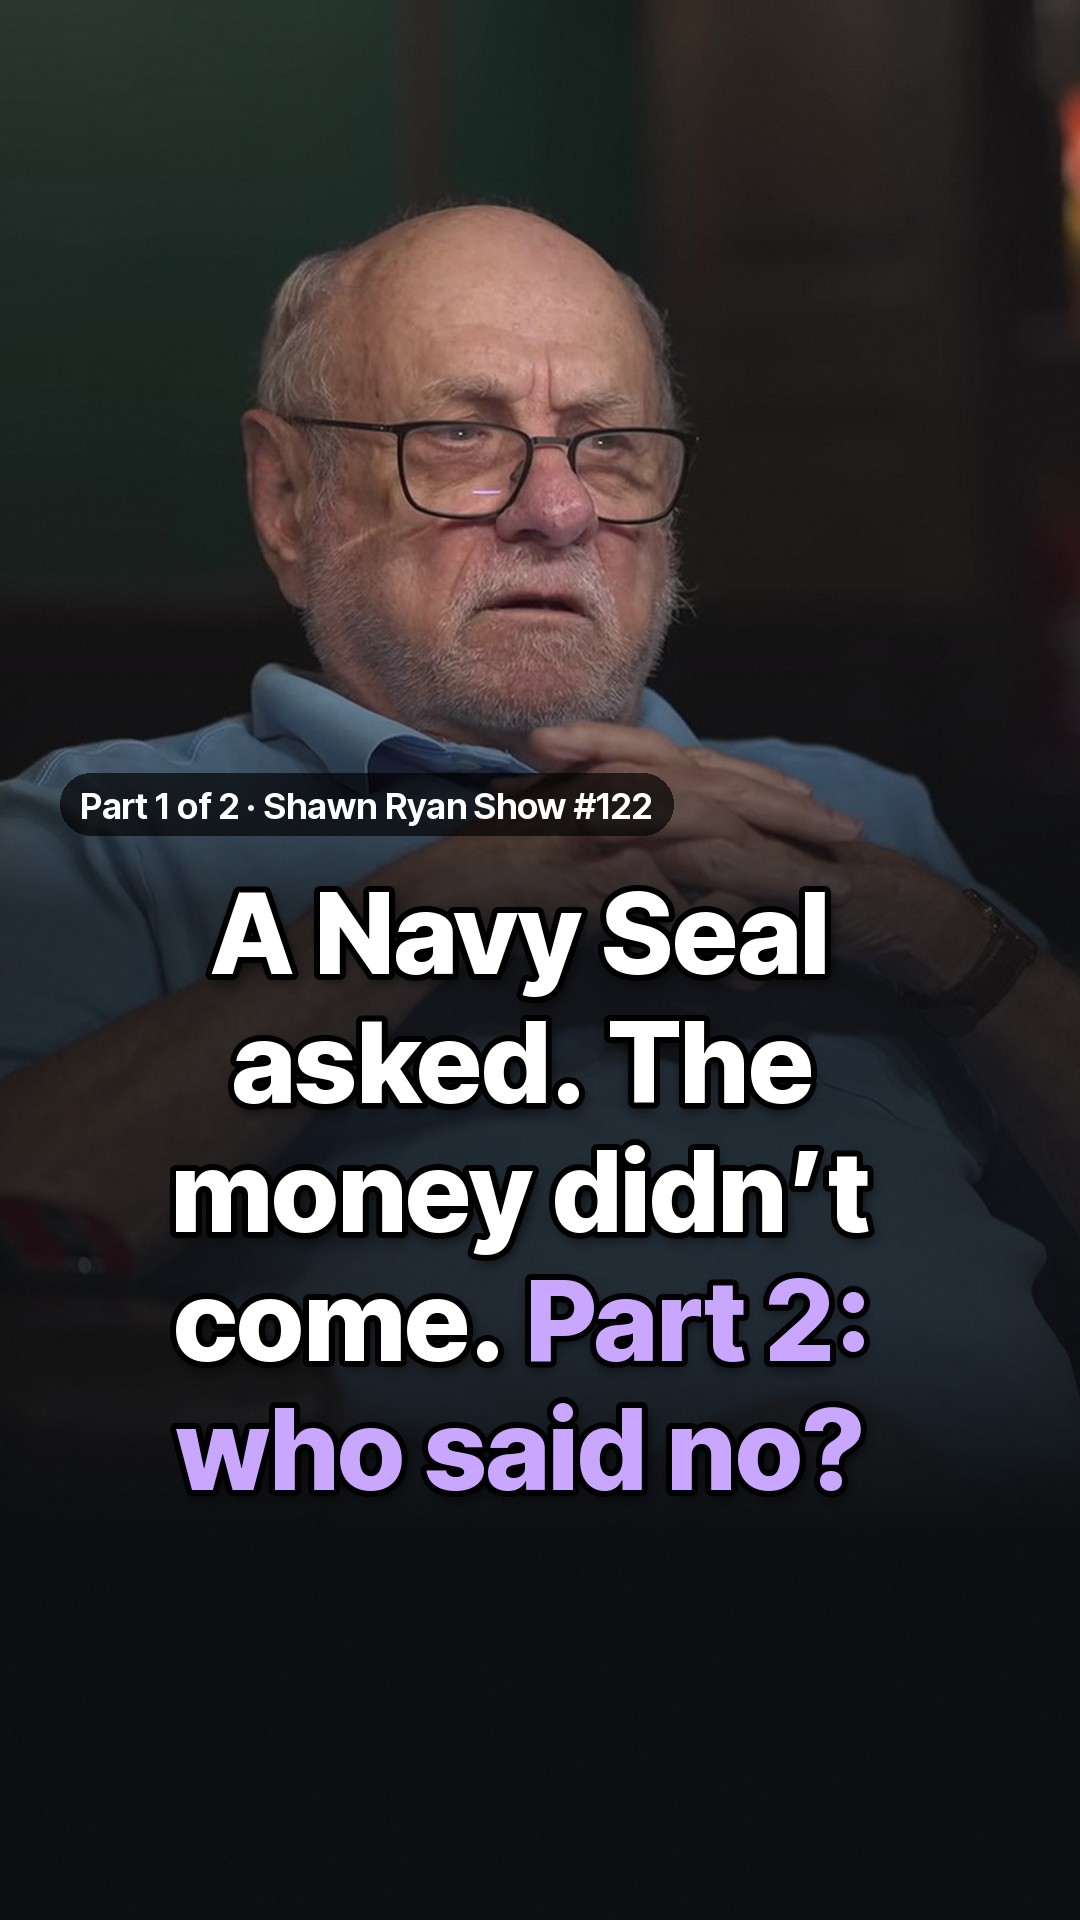 Part 1 of 2 · Shawn Ryan Show #122
A Navy Seal
asked. The
money didn’t
come. Part 2:
who said no?